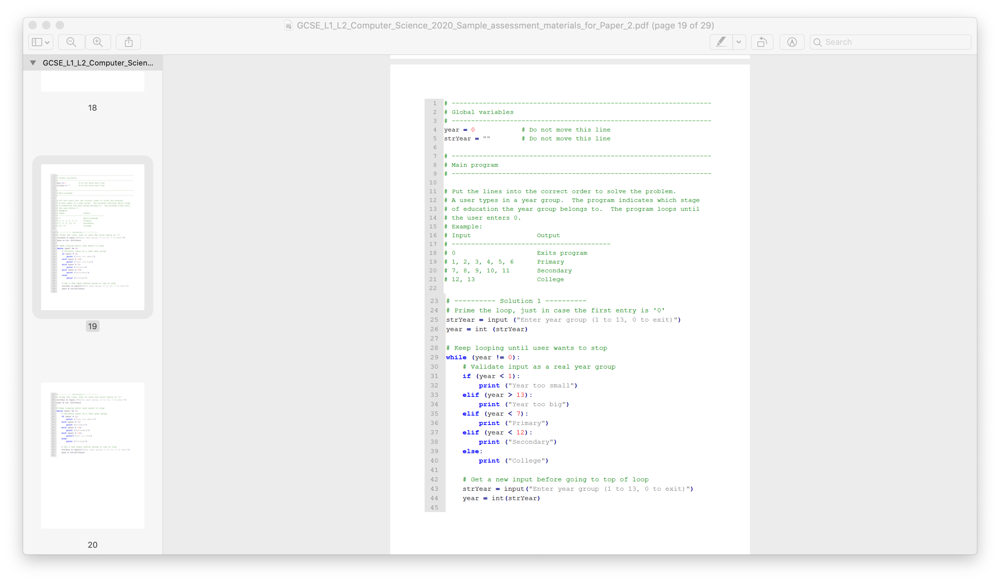 GCSE_L1_L2_Computer_Science_2020_Sample_assessment_materials_for_Paper_2.pdf (page 19 of 29)
Search
GCSE_L1_L2_Computer_Scien...
18
19
20
1 # -------------------------------------------------------------------
2 # Global variables
3 # -------------------------------------------------------------------
4 year = 0 # Do not move this line
5 strYear = "" # Do not move this line
6
7 # -------------------------------------------------------------------
8 # Main program
9 # -------------------------------------------------------------------
10
11 # Put the lines into the correct order to solve the problem.
12 # A user types in a year group.  The program indicates which stage
13 # of education the year group belongs to.  The program loops until
14 # the user enters 0.
15 # Example:
16 # Input Output
17 # -----------------------------------------
18 # 0 Exits program
19 # 1, 2, 3, 4, 5, 6 Primary
20 # 7, 8, 9, 10, 11 Secondary
21 # 12, 13 College
22
23 # ---------- Solution 1 ----------
24 # Prime the loop, just in case the first entry is '0'
25 strYear = input ("Enter year group (1 to 13, 0 to exit)")
26 year = int (strYear)
27
28 # Keep looping until user wants to stop
29 while (year != 0):
30     # Validate input as a real year group
31     if (year < 1):
32         print ("Year too small")
33     elif (year > 13):
34         print ("Year too big")
35     elif (year < 7):
36         print ("Primary")
37     elif (year < 12):
38         print ("Secondary")
39     else:
40         print ("College")
41
42     # Get a new input before going to top of loop
43     strYear = input("Enter year group (1 to 13, 0 to exit)")
44     year = int(strYear)
45